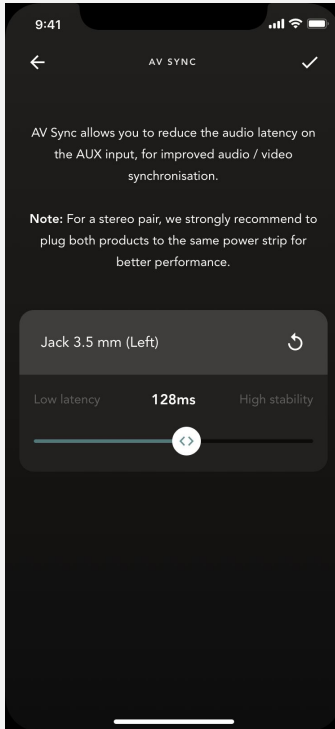 9:41
AV SYNC
AV Sync allows you to reduce the audio latency on
the AUX input, for improved audio / video
synchronisation.
Note: For a stereo pair, we strongly recommend to
plug both products to the same power strip for
better performance.
Jack 3.5 mm (Left)
Low latency 128ms High stability